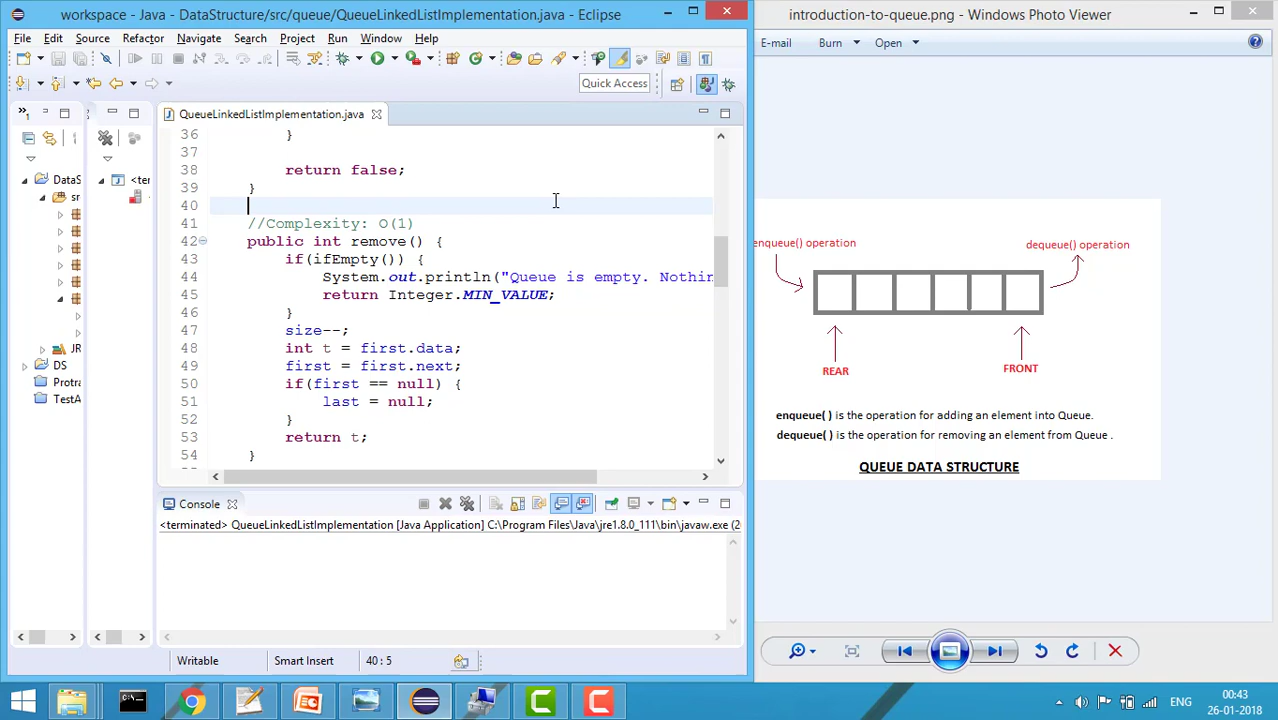 workspace - Java - DataStructure/src/queue/QueueLinkedListImplementation.java - Eclipse
File Edit Source Refactor Navigate Search Project Run Window Help
Quick Access
QueueLinkedListImplementation.java
DataS
sr
JR
DS
Protra
TestA
<ter
36 }
37
38 return false;
39 }
40
41 //Complexity: O(1)
42 public int remove() {
43 if(ifEmpty()) {
44 System.out.println("Queue is empty. Nothin
45 return Integer.MIN_VALUE;
46 }
47 size--;
48 int t = first.data;
49 first = first.next;
50 if(first == null) {
51 last = null;
52 }
53 return t;
54 }
Console
<terminated> QueueLinkedListImplementation [Java Application] C:\Program Files\Java\jre1.8.0_111\bin\javaw.exe (2
Writable Smart Insert 40 : 5
introduction-to-queue.png - Windows Photo Viewer
E-mail Burn Open
enqueue() operation
dequeue() operation
REAR
FRONT
enqueue( ) is the operation for adding an element into Queue.
dequeue( ) is the operation for removing an element from Queue .
QUEUE DATA STRUCTURE
ENG
00:43
26-01-2018